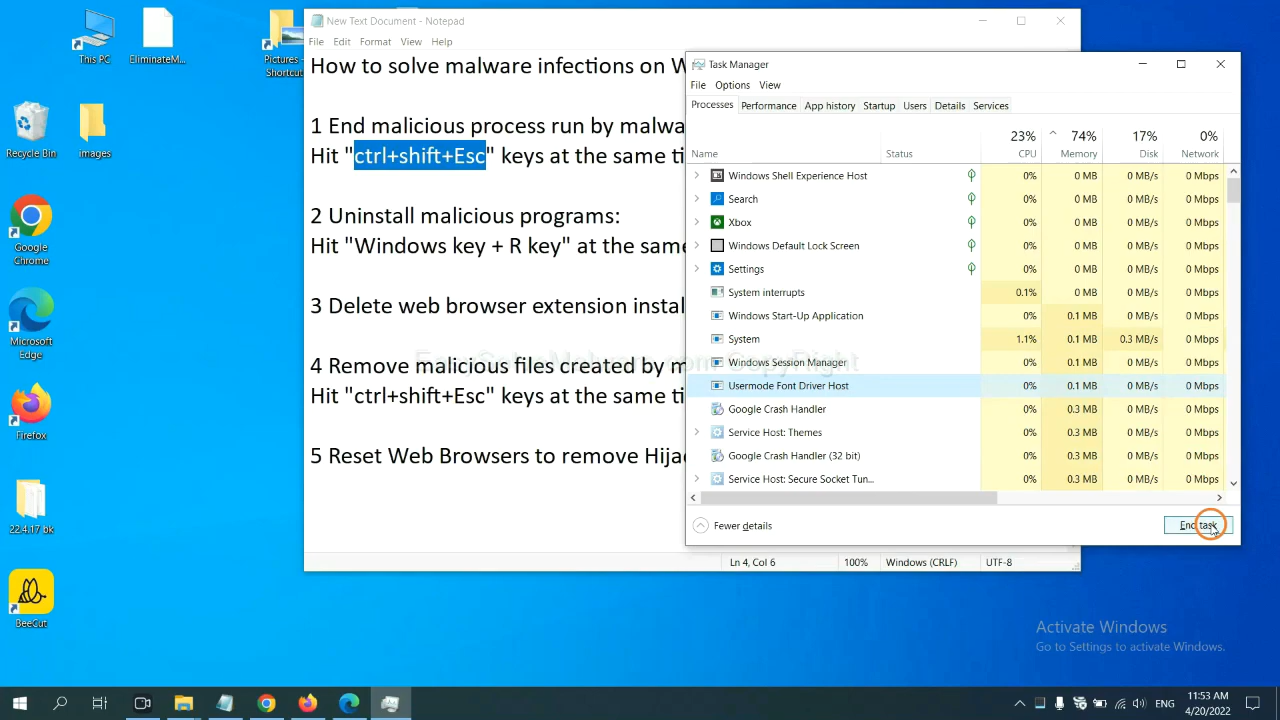 This PC
EliminateM...
Pictures - Shortcut
Recycle Bin
images
Google Chrome
Microsoft Edge
Firefox
22.4.17 bk
BeeCut
New Text Document - Notepad
File Edit Format View Help
How to solve malware infections on W
1 End malicious process run by malwa
Hit "ctrl+shift+Esc" keys at the same ti
2 Uninstall malicious programs:
Hit "Windows key + R key" at the same
3 Delete web browser extension instal
4 Remove malicious files created by m
Hit "ctrl+shift+Esc" keys at the same ti
5 Reset Web Browsers to remove Hija
Ln 4, Col 6 100% Windows (CRLF) UTF-8
Task Manager
File Options View
Processes Performance App history Startup Users Details Services
23% 74% 17% 0%
Name Status CPU Memory Disk Network
Windows Shell Experience Host 0% 0 MB 0 MB/s 0 Mbps
Search 0% 0 MB 0 MB/s 0 Mbps
Xbox 0% 0 MB 0 MB/s 0 Mbps
Windows Default Lock Screen 0% 0 MB 0 MB/s 0 Mbps
Settings 0% 0 MB 0 MB/s 0 Mbps
System interrupts 0.1% 0 MB 0 MB/s 0 Mbps
Windows Start-Up Application 0% 0.1 MB 0 MB/s 0 Mbps
System 1.1% 0.1 MB 0.3 MB/s 0 Mbps
Windows Session Manager 0% 0.1 MB 0 MB/s 0 Mbps
Usermode Font Driver Host 0% 0.1 MB 0 MB/s 0 Mbps
Google Crash Handler 0% 0.3 MB 0 MB/s 0 Mbps
Service Host: Themes 0% 0.3 MB 0 MB/s 0 Mbps
Google Crash Handler (32 bit) 0% 0.3 MB 0 MB/s 0 Mbps
Service Host: Secure Socket Tun... 0% 0.3 MB 0 MB/s 0 Mbps
Fewer details
End task
CopyRight
Activate Windows
Go to Settings to activate Windows.
ENG
11:53 AM
4/20/2022